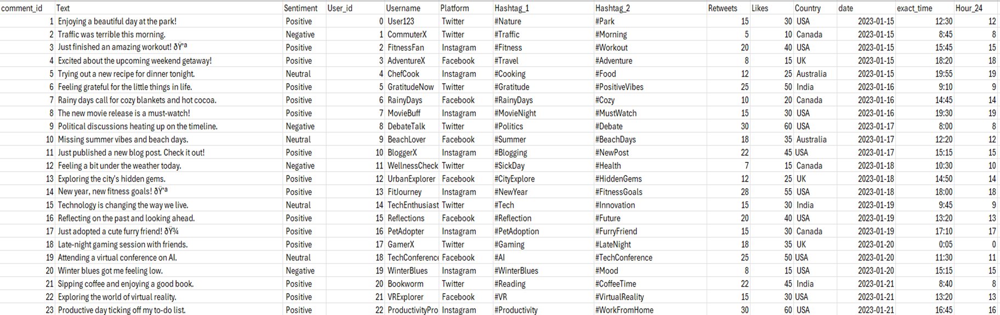 comment_id Text Sentiment User_id Username Platform Hashtag_1 Hashtag_2 Retweets Likes Country date exact_time Hour_24
1 Enjoying a beautiful day at the park! Positive 0 User123 Twitter #Nature #Park 15 30 USA 2023-01-15 12:30 12
2 Traffic was terrible this morning. Negative 1 CommuterX Twitter #Traffic #Morning 5 10 Canada 2023-01-15 8:45 8
3 Just finished an amazing workout! ðŸ’ª Positive 2 FitnessFan Instagram #Fitness #Workout 20 40 USA 2023-01-15 15:45 15
4 Excited about the upcoming weekend getaway! Positive 3 AdventureX Facebook #Travel #Adventure 8 15 UK 2023-01-15 18:20 18
5 Trying out a new recipe for dinner tonight. Neutral 4 ChefCook Instagram #Cooking #Food 12 25 Australia 2023-01-15 19:55 19
6 Feeling grateful for the little things in life. Positive 5 GratitudeNow Twitter #Gratitude #PositiveVibes 25 50 India 2023-01-16 9:10 9
7 Rainy days call for cozy blankets and hot cocoa. Positive 6 RainyDays Facebook #RainyDays #Cozy 10 20 Canada 2023-01-16 14:45 14
8 The new movie release is a must-watch! Positive 7 MovieBuff Instagram #MovieNight #MustWatch 15 30 USA 2023-01-16 19:30 19
9 Political discussions heating up on the timeline. Negative 8 DebateTalk Twitter #Politics #Debate 30 60 USA 2023-01-17 8:00 8
10 Missing summer vibes and beach days. Neutral 9 BeachLover Facebook #Summer #BeachDays 18 35 Australia 2023-01-17 12:20 12
11 Just published a new blog post. Check it out! Positive 10 BloggerX Instagram #Blogging #NewPost 22 45 USA 2023-01-17 15:15 15
12 Feeling a bit under the weather today. Negative 11 WellnessCheck Twitter #SickDay #Health 7 15 Canada 2023-01-18 10:30 10
13 Exploring the city's hidden gems. Positive 12 UrbanExplorer Facebook #CityExplore #HiddenGems 12 25 UK 2023-01-18 14:50 14
14 New year, new fitness goals! ðŸ’ª Positive 13 FitJourney Instagram #NewYear #FitnessGoals 28 55 USA 2023-01-18 18:00 18
15 Technology is changing the way we live. Neutral 14 TechEnthusiast Twitter #Tech #Innovation 15 30 India 2023-01-19 9:45 9
16 Reflecting on the past and looking ahead. Positive 15 Reflections Facebook #Reflection #Future 20 40 USA 2023-01-19 13:20 13
17 Just adopted a cute furry friend! ðŸ¾ Positive 16 PetAdopter Instagram #PetAdoption #FurryFriend 15 30 Canada 2023-01-19 17:10 17
18 Late-night gaming session with friends. Positive 17 GamerX Twitter #Gaming #LateNight 18 35 UK 2023-01-20 0:05 0
19 Attending a virtual conference on AI. Neutral 18 TechConference Facebook #AI #TechConference 25 50 USA 2023-01-20 11:30 11
20 Winter blues got me feeling low. Negative 19 WinterBlues Instagram #WinterBlues #Mood 8 15 USA 2023-01-20 15:15 15
21 Sipping coffee and enjoying a good book. Positive 20 Bookworm Twitter #Reading #CoffeeTime 22 45 India 2023-01-21 8:40 8
22 Exploring the world of virtual reality. Positive 21 VRExplorer Facebook #VR #VirtualReality 15 30 USA 2023-01-21 13:20 13
23 Productive day ticking off my to-do list. Positive 22 ProductivityPro Instagram #Productivity #WorkFromHome 30 60 USA 2023-01-21 16:45 16